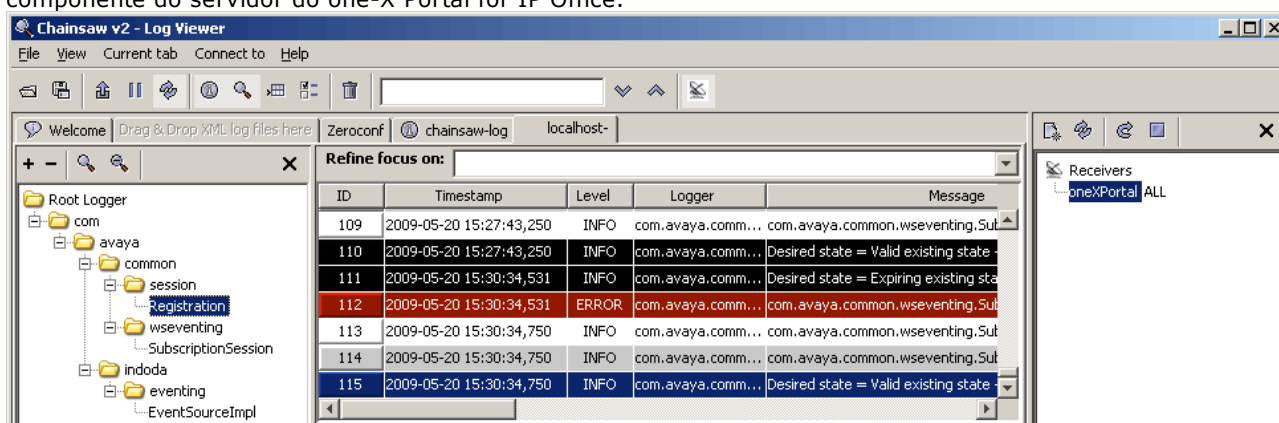 componente do servidor do one-X Portal for IP Office.
Chainsaw v2 - Log Viewer
File View Current tab Connect to Help
Welcome Drag & Drop XML log files here Zeroconf chainsaw-log localhost-
Refine focus on:
Receivers
oneXPortal ALL
Root Logger
com
avaya
common
session
Registration
wseventing
SubscriptionSession
indoda
eventing
EventSourceImpl
ID Timestamp Level Logger Message
109 2009-05-20 15:27:43,250 INFO com.avaya.comm... com.avaya.common.wseventing.Sub
110 2009-05-20 15:27:43,250 INFO com.avaya.comm... Desired state = Valid existing state -
111 2009-05-20 15:30:34,531 INFO com.avaya.comm... Desired state = Expiring existing sta
112 2009-05-20 15:30:34,531 ERROR com.avaya.comm... com.avaya.common.wseventing.Sub
113 2009-05-20 15:30:34,750 INFO com.avaya.comm... com.avaya.common.wseventing.Sub
114 2009-05-20 15:30:34,750 INFO com.avaya.comm... com.avaya.common.wseventing.Sub
115 2009-05-20 15:30:34,750 INFO com.avaya.comm... Desired state = Valid existing state -